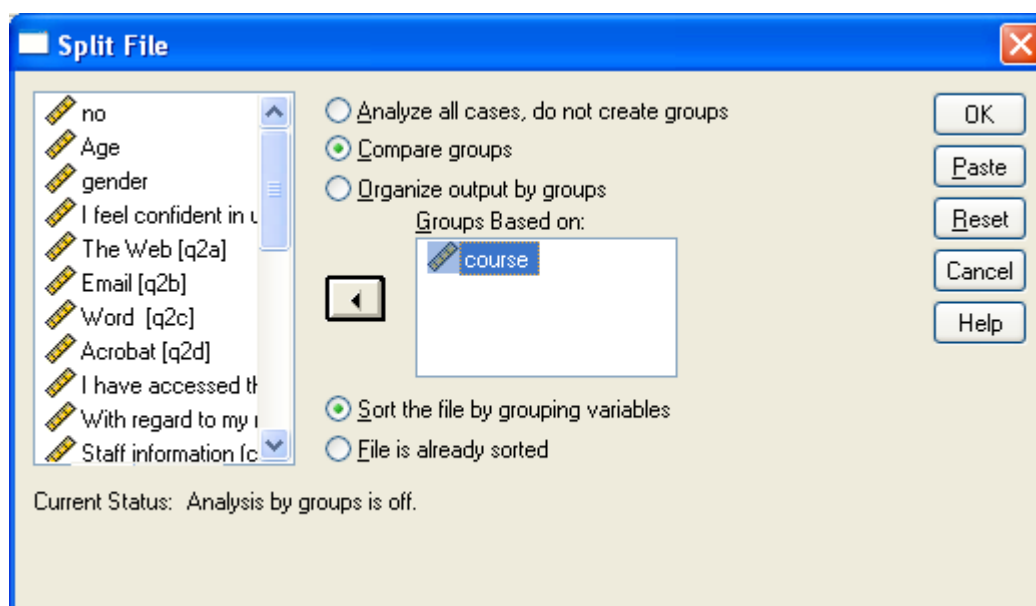 Split File
no
Age
gender
I feel confident in u
The Web [q2a]
Email [q2b]
Word [q2c]
Acrobat [q2d]
I have accessed th
With regard to my
Staff information
Analyze all cases, do not create groups
Compare groups
Organize output by groups
Groups Based on:
course
Sort the file by grouping variables
File is already sorted
OK
Paste
Reset
Cancel
Help
Current Status: Analysis by groups is off.